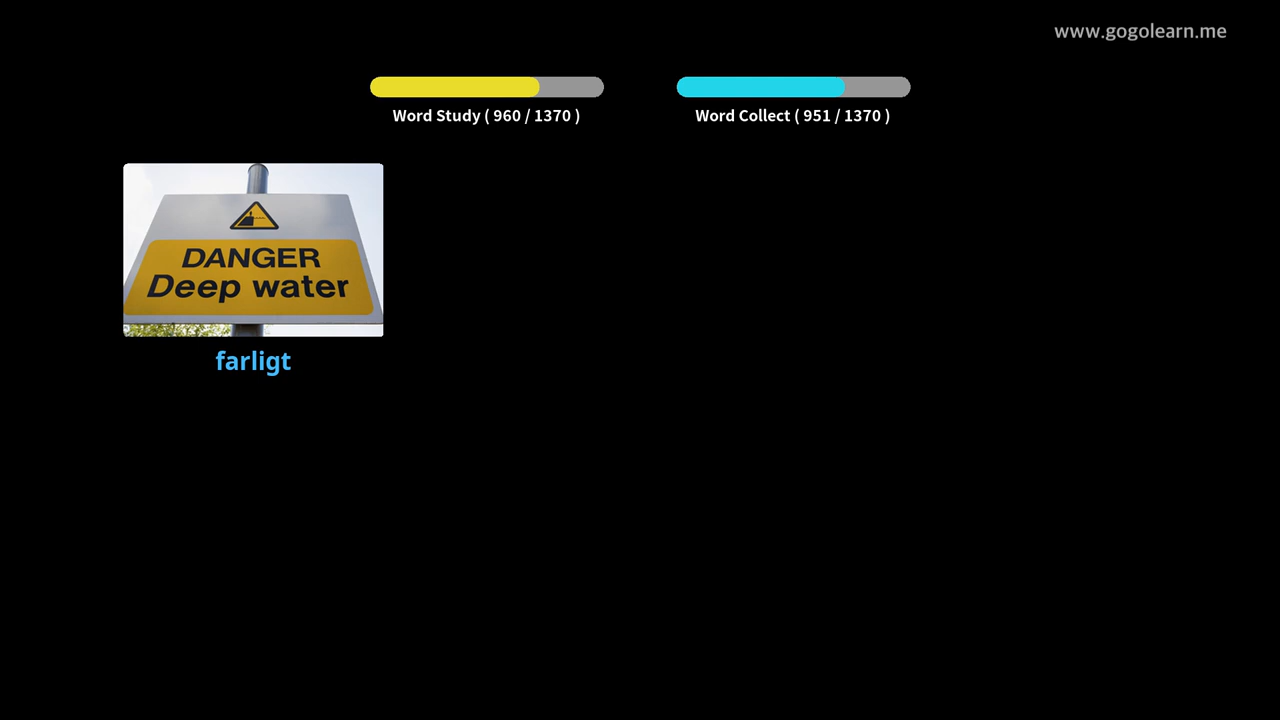 www.gogolearn.me
Word Study ( 960 / 1370 )
Word Collect ( 951 / 1370 )
DANGER
Deep water
farligt